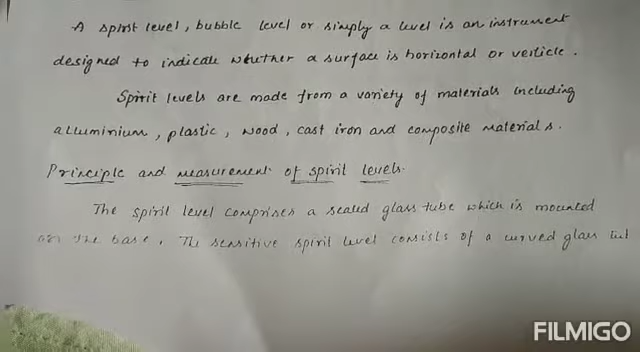 A spirit level, bubble level or simply a level is an instrument
designed to indicate whether a surface is horizontal or verticle.
Spirit levels are made from a variety of materials including
alluminium, plastic, wood, cast iron and composite materials.
Principle and measurement of spirit levels.
The spirit level comprises a sealed glass tube which is mounted
on the base. The sensitive spirit level consists of a curved glass
FILMIGO